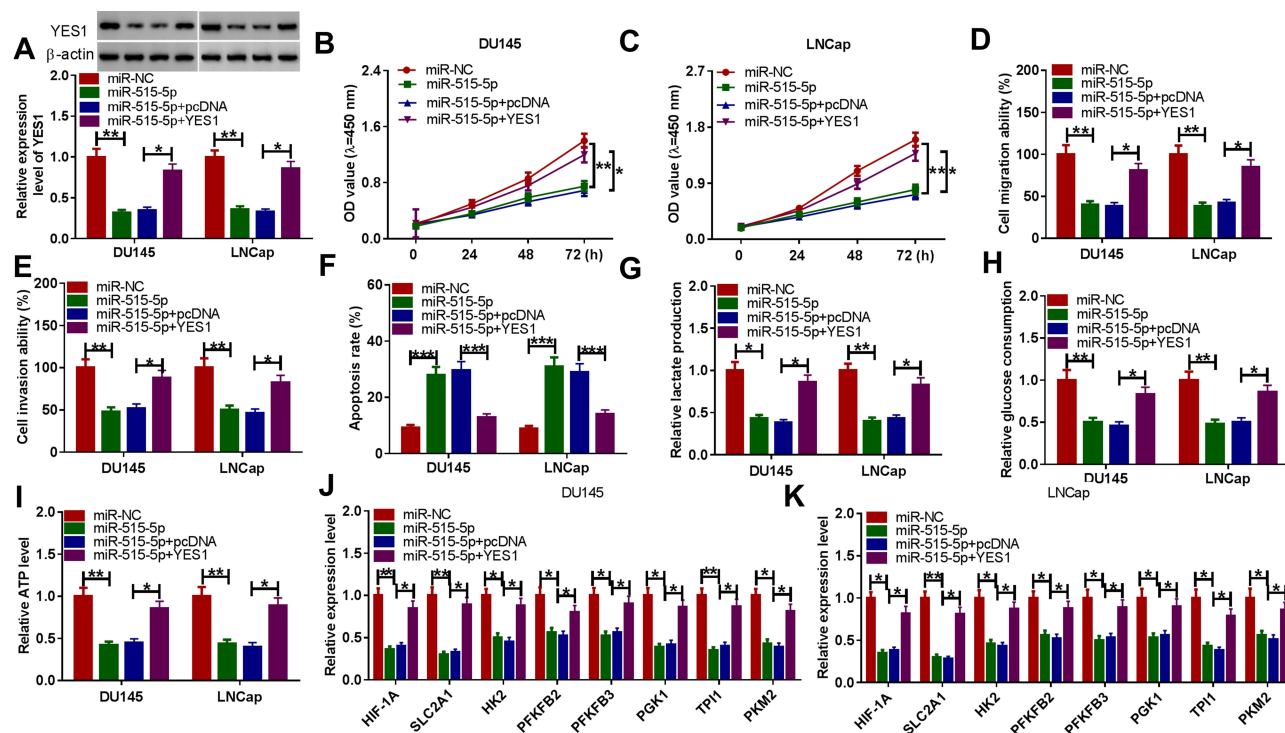 A
YES1
β-actin
Relative expression
level of YES1
2.0
1.5
1.0
0.5
0.0
miR-NC
miR-515-5p
miR-515-5p+pcDNA
miR-515-5p+YES1
**
*
**
*
DU145
LNCap
B
DU145
OD value (λ=450 nm)
2.4
1.6
0.8
0.0
miR-NC
miR-515-5p
miR-515-5p+pcDNA
miR-515-5p+YES1
**
*
0
24
48
72 (h)
C
LNCap
OD value (λ=450 nm)
2.7
1.8
0.9
0.0
miR-NC
miR-515-5p
miR-515-5p+pcDNA
miR-515-5p+YES1
***
*
0
24
48
72 (h)
D
Cell migration ability (%)
150
100
50
0
miR-NC
miR-515-5p
miR-515-5p+pcDNA
miR-515-5p+YES1
**
*
**
*
DU145
LNCap
E
Cell invasion ability (%)
200
150
100
50
0
miR-NC
miR-515-5p
miR-515-5p+pcDNA
miR-515-5p+YES1
**
*
**
*
DU145
LNCap
F
Apoptosis rate (%)
60
40
20
0
miR-NC
miR-515-5p
miR-515-5p+pcDNA
miR-515-5p+YES1
***
***
***
***
DU145
LNCap
G
Relative lactate production
2.0
1.5
1.0
0.5
0.0
miR-NC
miR-515-5p
miR-515-5p+pcDNA
miR-515-5p+YES1
*
*
**
*
DU145
LNCap
H
Relative glucose consumption
2.0
1.5
1.0
0.5
0.0
miR-NC
miR-515-5p
miR-515-5p+pcDNA
miR-515-5p+YES1
**
*
**
*
DU145
LNCap
I
Relative ATP level
2.0
1.5
1.0
0.5
0.0
miR-NC
miR-515-5p
miR-515-5p+pcDNA
miR-515-5p+YES1
**
*
**
*
DU145
LNCap
J
DU145
Relative expression level
2.0
1.5
1.0
0.5
0.0
miR-NC
miR-515-5p
miR-515-5p+pcDNA
miR-515-5p+YES1
**
*
**
*
*
*
*
*
*
*
*
*
**
*
*
*
HIF-1A
SLC2A1
HK2
PFKFB2
PFKFB3
PGK1
TPI1
PKM2
K
LNCap
Relative expression level
2.0
1.5
1.0
0.5
0.0
miR-NC
miR-515-5p
miR-515-5p+pcDNA
miR-515-5p+YES1
*
*
**
*
*
*
*
*
*
*
*
*
*
*
*
*
HIF-1A
SLC2A1
HK2
PFKFB2
PFKFB3
PGK1
TPI1
PKM2